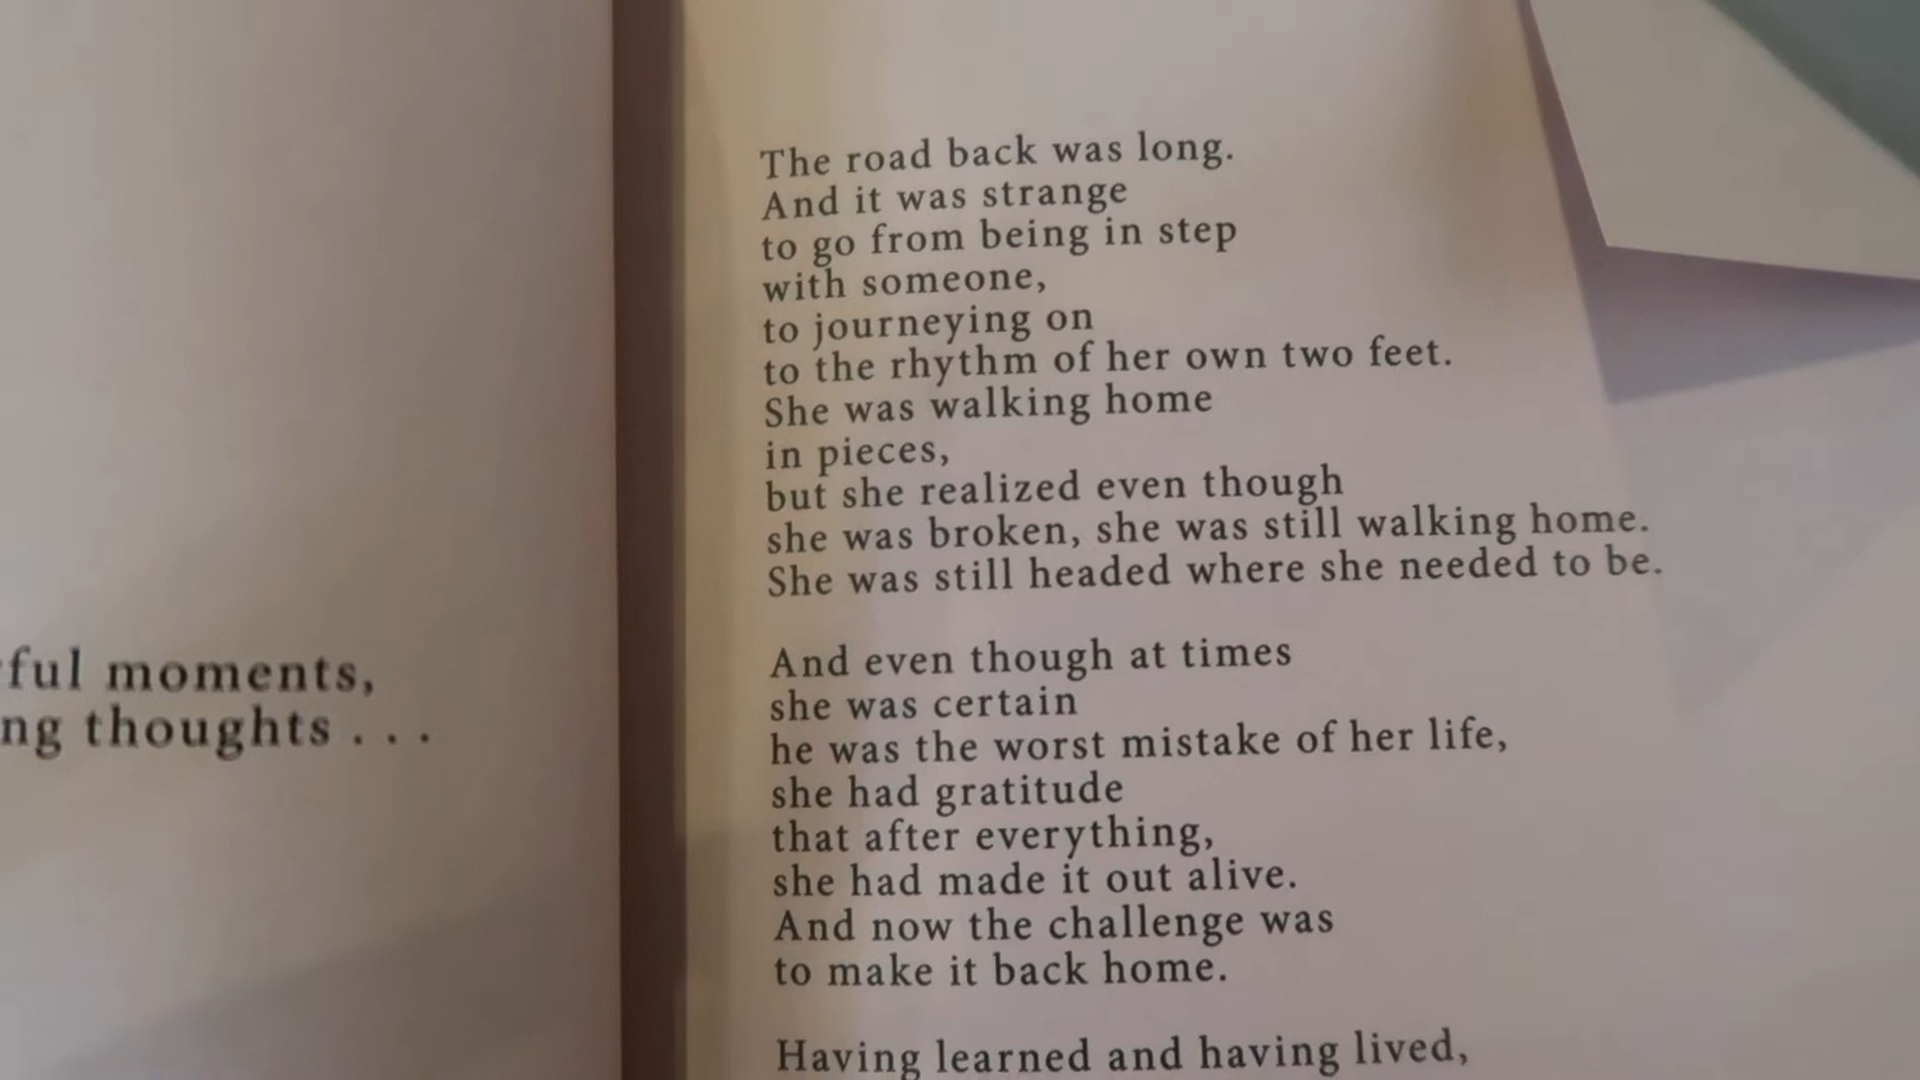 ful moments,
ng thoughts . . .
The road back was long.
And it was strange
to go from being in step
with someone,
to journeying on
to the rhythm of her own two feet.
She was walking home
in pieces,
but she realized even though
she was broken, she was still walking home.
She was still headed where she needed to be.
And even though at times
she was certain
he was the worst mistake of her life,
she had gratitude
that after everything,
she had made it out alive.
And now the challenge was
to make it back home.
Having learned and having lived,